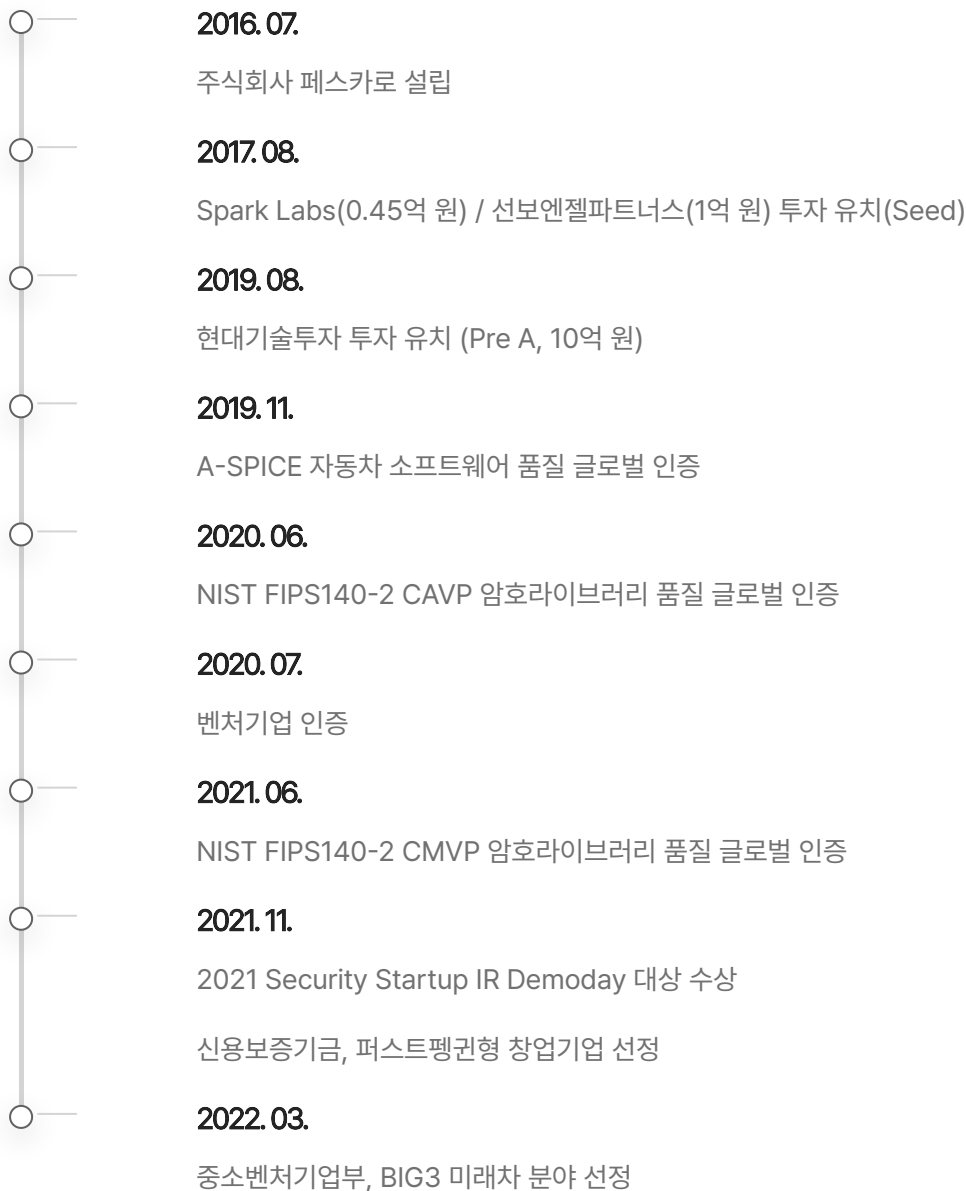 2016. 07.
주식회사 페스카로 설립
2017. 08.
Spark Labs(0.45억 원) / 선보엔젤파트너스(1억 원) 투자 유치(Seed)
2019. 08.
현대기술투자 투자 유치 (Pre A, 10억 원)
2019. 11.
A-SPICE 자동차 소프트웨어 품질 글로벌 인증
2020. 06.
NIST FIPS140-2 CAVP 암호라이브러리 품질 글로벌 인증
2020. 07.
벤처기업 인증
2021. 06.
NIST FIPS140-2 CMVP 암호라이브러리 품질 글로벌 인증
2021. 11.
2021 Security Startup IR Demoday 대상 수상
신용보증기금, 퍼스트펭귄형 창업기업 선정
2022. 03.
중소벤처기업부, BIG3 미래차 분야 선정